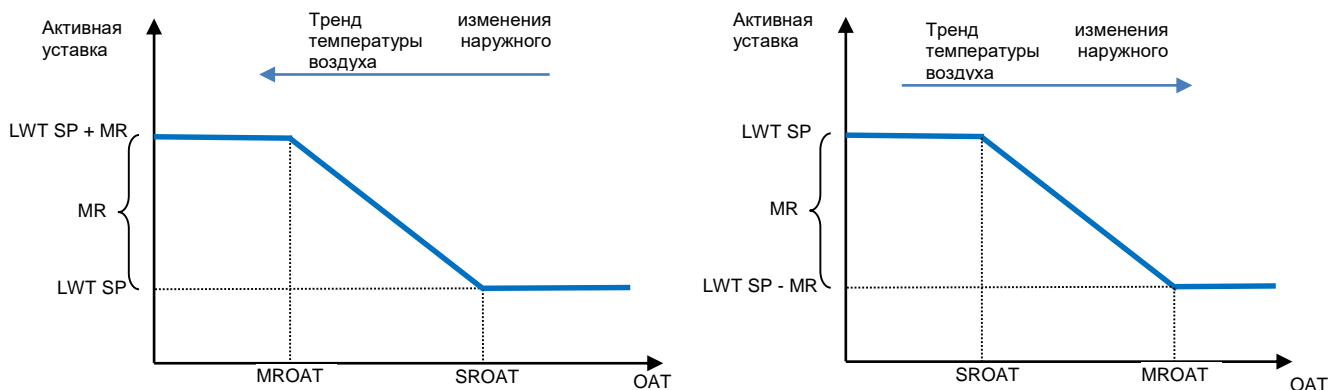 Активная
уставка
Тренд изменения
температуры наружного
воздуха
LWT SP + MR
MR
LWT SP
MROAT
SROAT
OAT
Активная
уставка
Тренд изменения
температуры наружного
воздуха
LWT SP
MR
LWT SP - MR
SROAT
MROAT
OAT